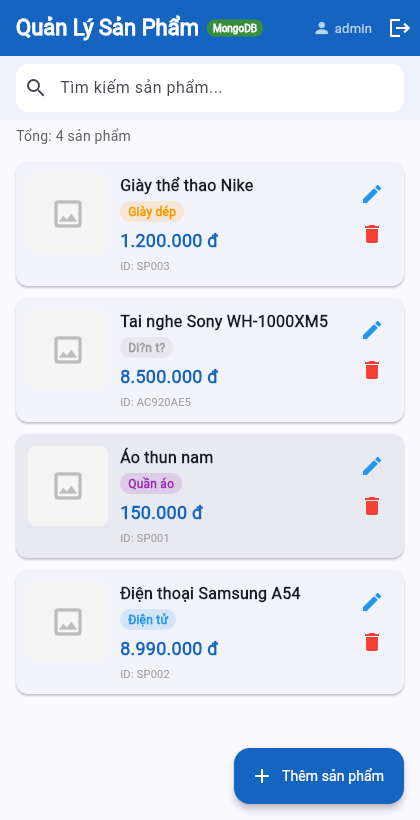 Quản Lý Sản Phẩm MongoDB admin
Tìm kiếm sản phẩm...
Tổng: 4 sản phẩm
Giày thể thao Nike
Giày dép
1.200.000 đ
ID: SP003
Tai nghe Sony WH-1000XM5
Di?n t?
8.500.000 đ
ID: AC920AE5
Áo thun nam
Quần áo
150.000 đ
ID: SP001
Điện thoại Samsung A54
Điện tử
8.990.000 đ
ID: SP002
Thêm sản phẩm